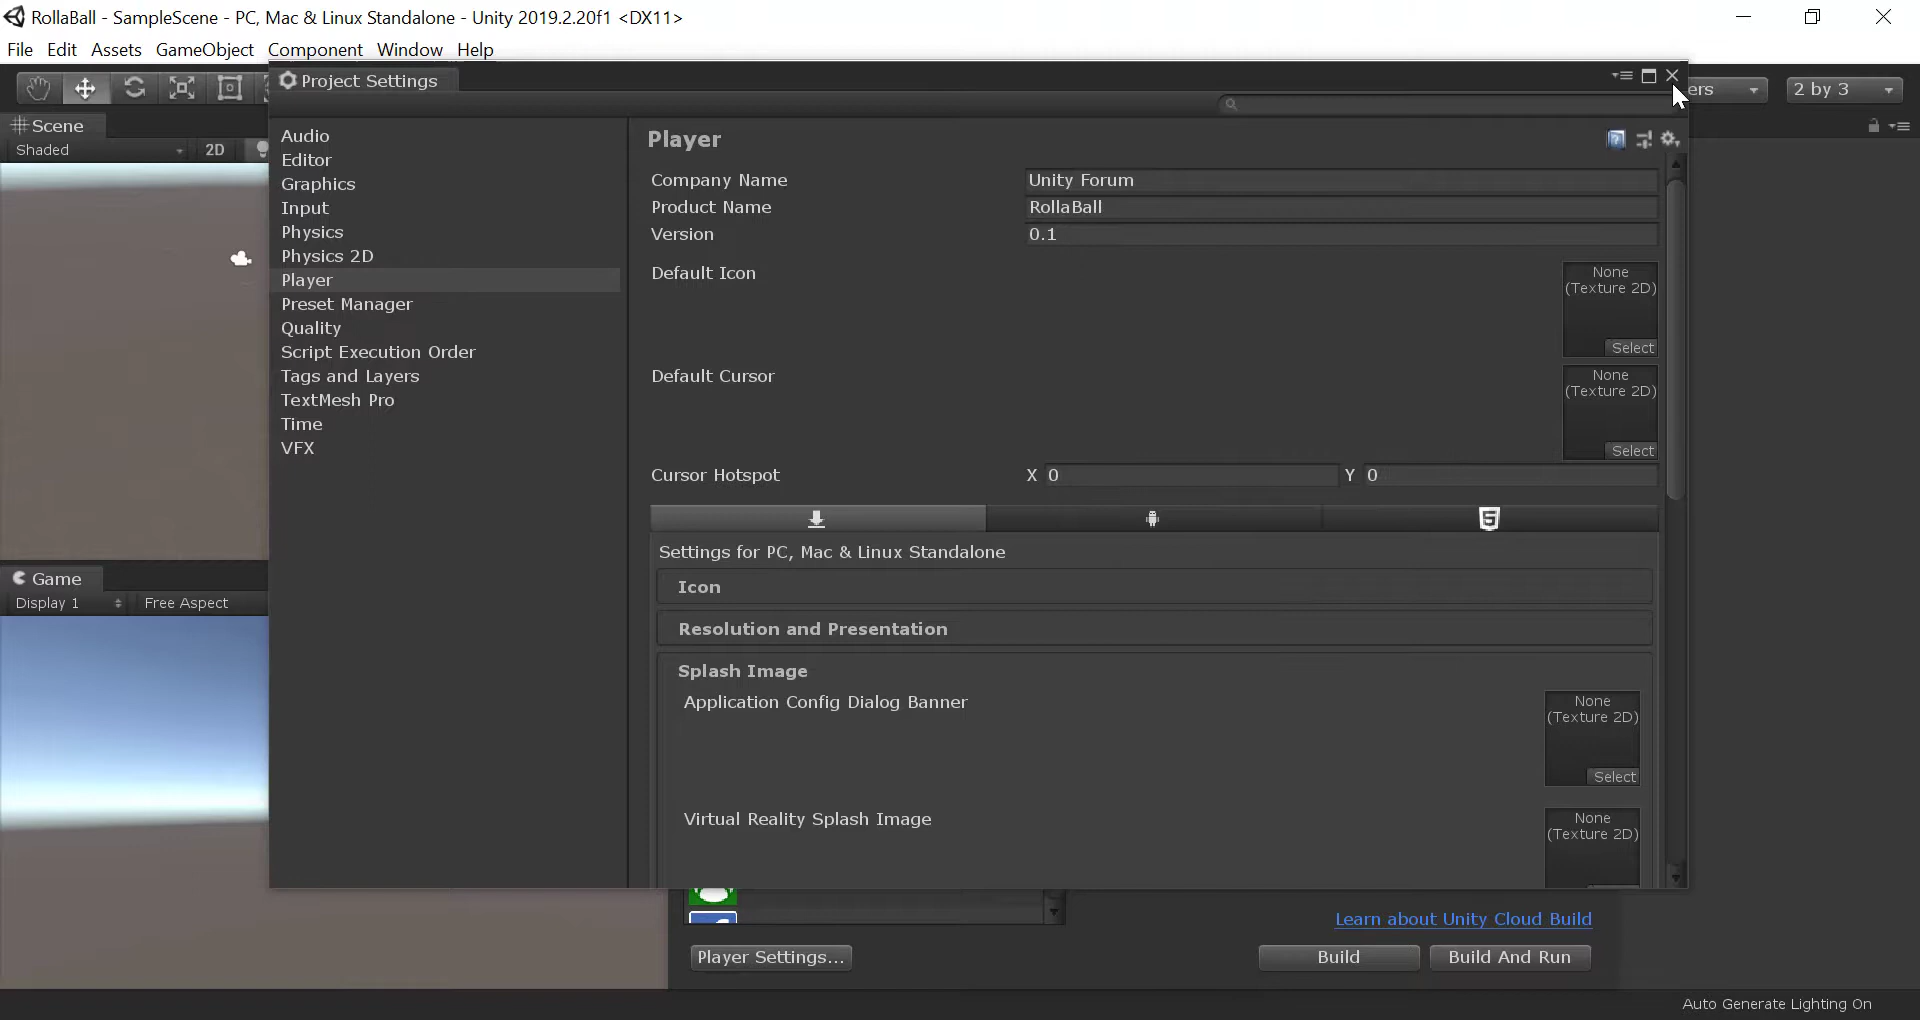 RollaBall - SampleScene - PC, Mac & Linux Standalone - Unity 2019.2.20f1 <DX11>
File Edit Assets GameObject Component Window Help
Project Settings
ers
2 by 3
Scene
Shaded
2D
Audio
Editor
Graphics
Input
Physics
Physics 2D
Player
Preset Manager
Quality
Script Execution Order
Tags and Layers
TextMesh Pro
Time
VFX
Player
Company Name Unity Forum
Product Name RollaBall
Version 0.1
Default Icon
None
(Texture 2D)
Select
Default Cursor
None
(Texture 2D)
Select
Cursor Hotspot X 0 Y 0
Settings for PC, Mac & Linux Standalone
Icon
Resolution and Presentation
Splash Image
Application Config Dialog Banner
None
(Texture 2D)
Select
Virtual Reality Splash Image
None
(Texture 2D)
Game
Display 1
Free Aspect
Learn about Unity Cloud Build
Player Settings...
Build
Build And Run
Auto Generate Lighting On